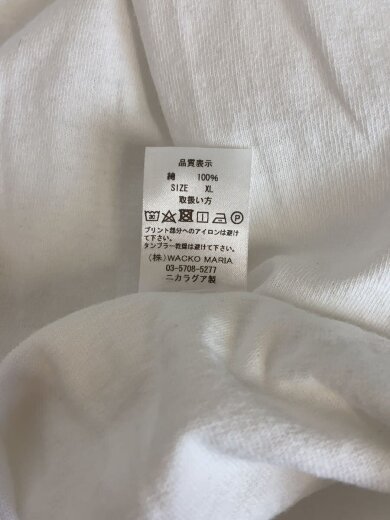 品質表示
綿 100%
SIZE XL
取扱い方
P
プリント部分へのアイロンは避け
て下さい。
タンブラー乾燥は避けて下さい。
(株)WACKO MARIA
03-5708-5277
ニカラグア製